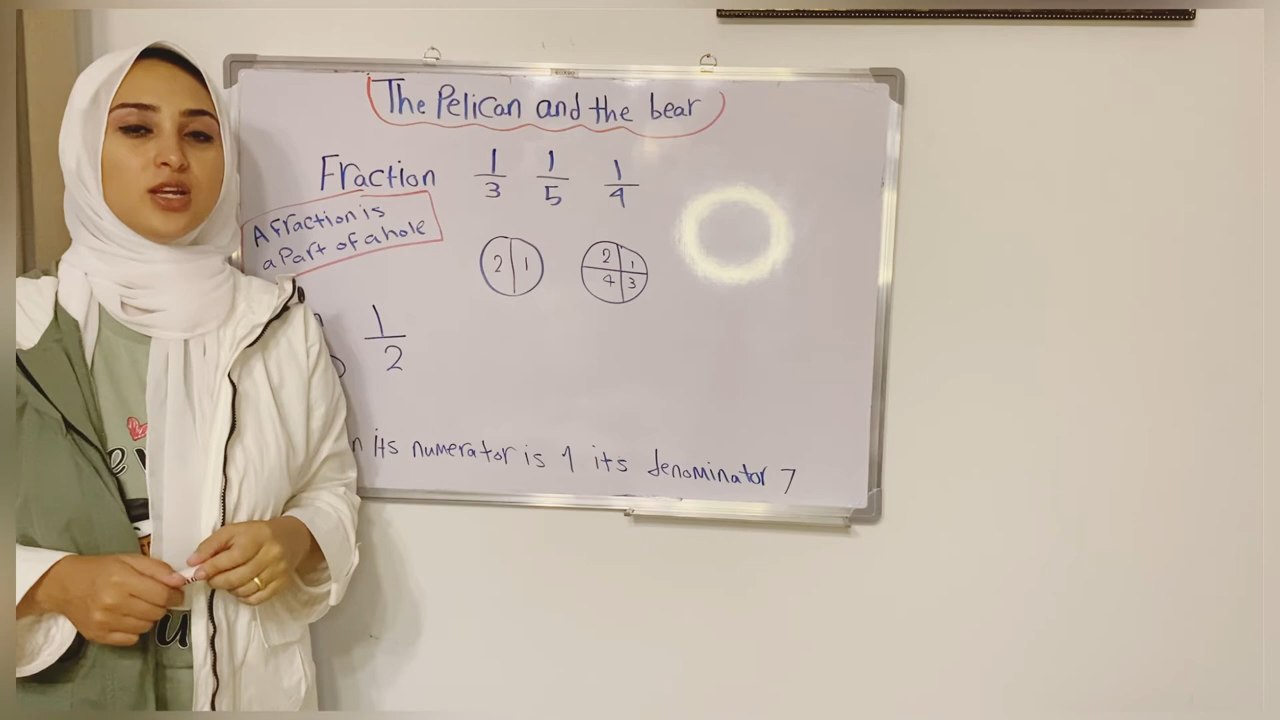 The Pelican and the bear
Fraction 1/3 1/5 1/4
A fraction is
a Part of a hole
2 1
2 1
4 3
1/2
n its numerator is 1 its denominator 7